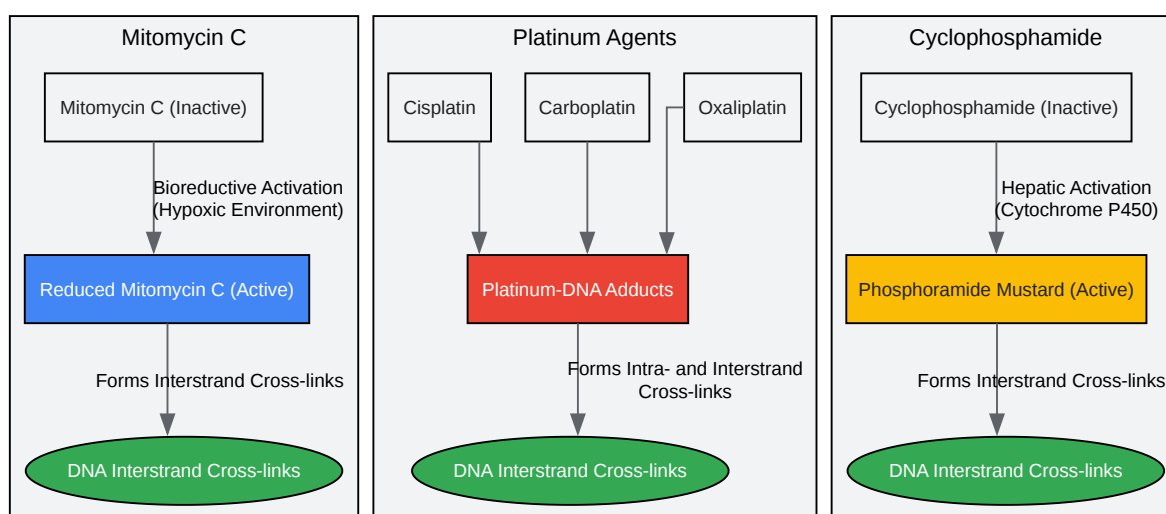 Mitomycin C
Mitomycin C (Inactive)
Bioreductive Activation
(Hypoxic Environment)
Reduced Mitomycin C (Active)
Forms Interstrand Cross-links
DNA Interstrand Cross-links
Platinum Agents
Cisplatin
Carboplatin
Oxaliplatin
Platinum-DNA Adducts
Forms Intra- and Interstrand
Cross-links
DNA Interstrand Cross-links
Cyclophosphamide
Cyclophosphamide (Inactive)
Hepatic Activation
(Cytochrome P450)
Phosphoramide Mustard (Active)
Forms Interstrand Cross-links
DNA Interstrand Cross-links